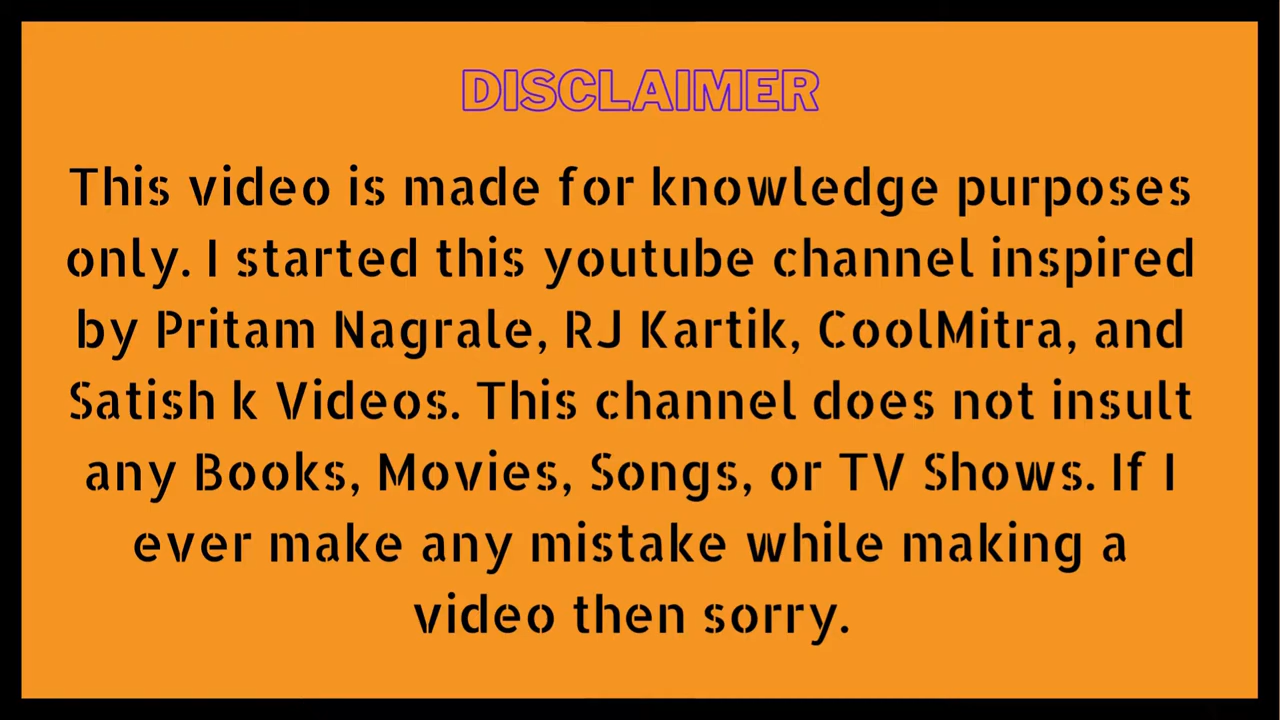 DISCLAIMER
This video is made for knowledge purposes
only. I started this youtube channel inspired
by Pritam Nagrale, RJ Kartik, CoolMitra, and
Satish k Videos. This channel does not insult
any Books, Movies, Songs, or TV Shows. If I
ever make any mistake while making a
video then sorry.